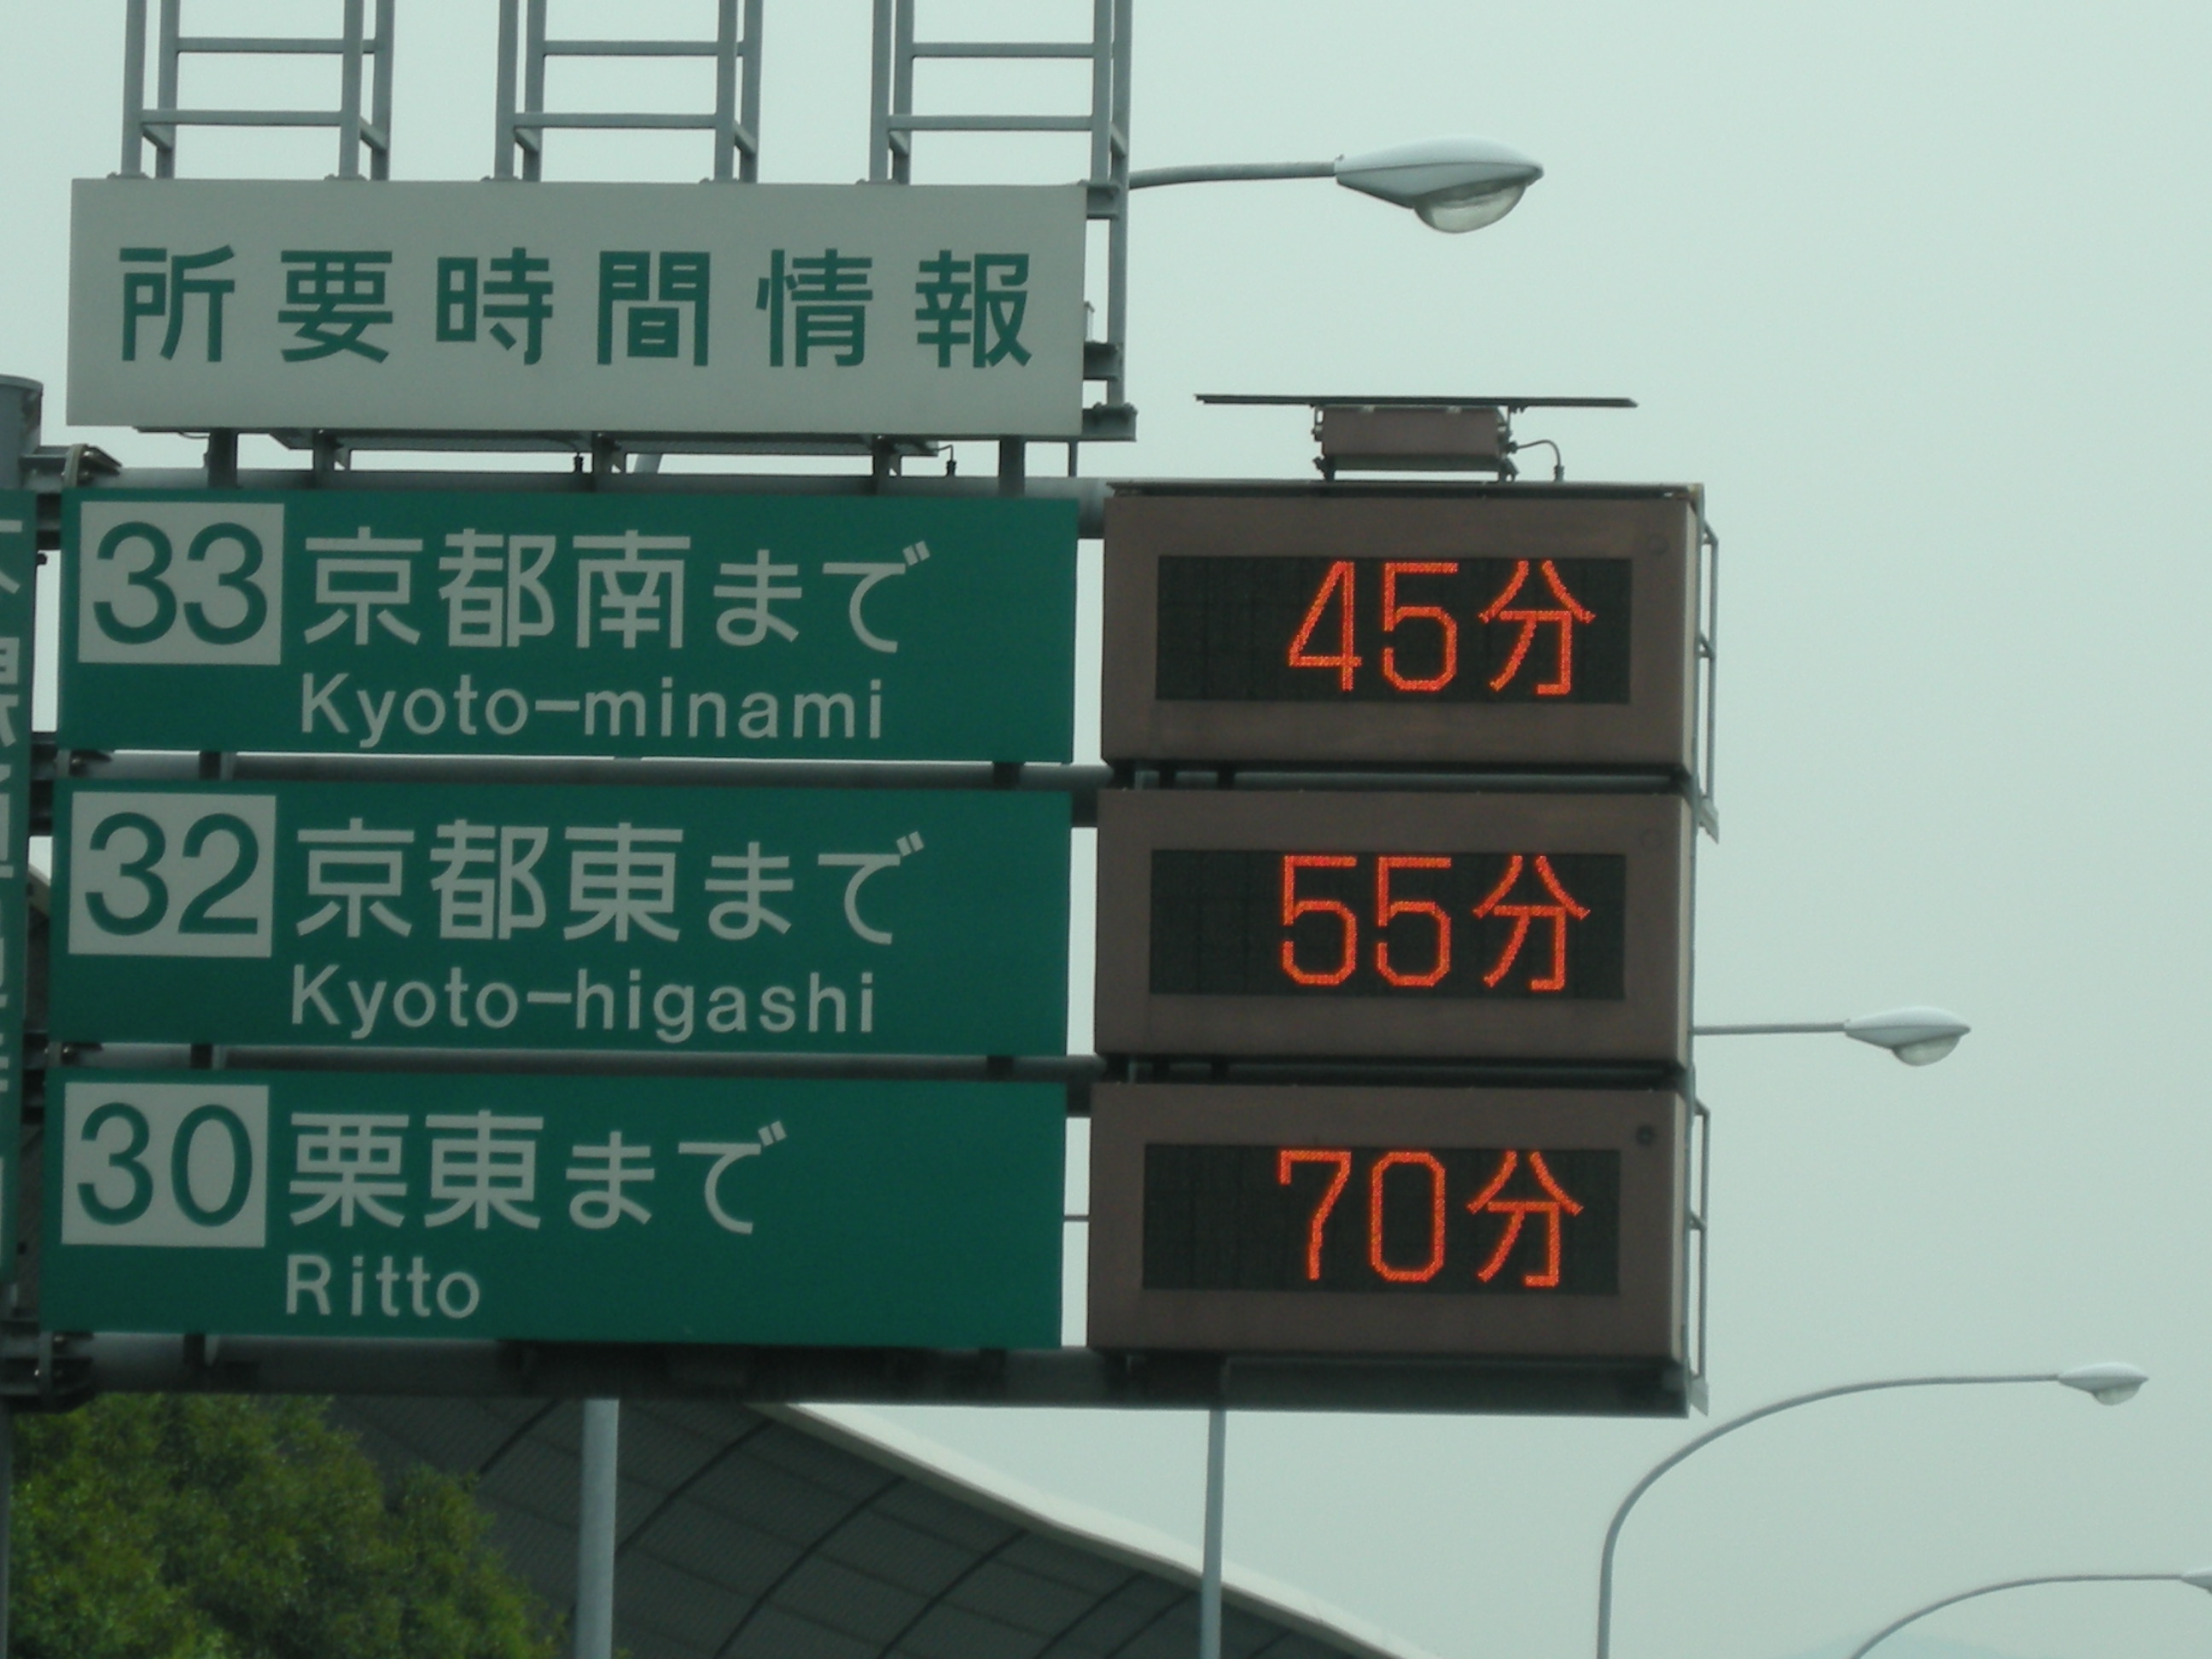 所要時間情報
33 京都南まで 45分
Kyoto-minami
32 京都東まで 55分
Kyoto-higashi
30 栗東まで 70分
Ritto